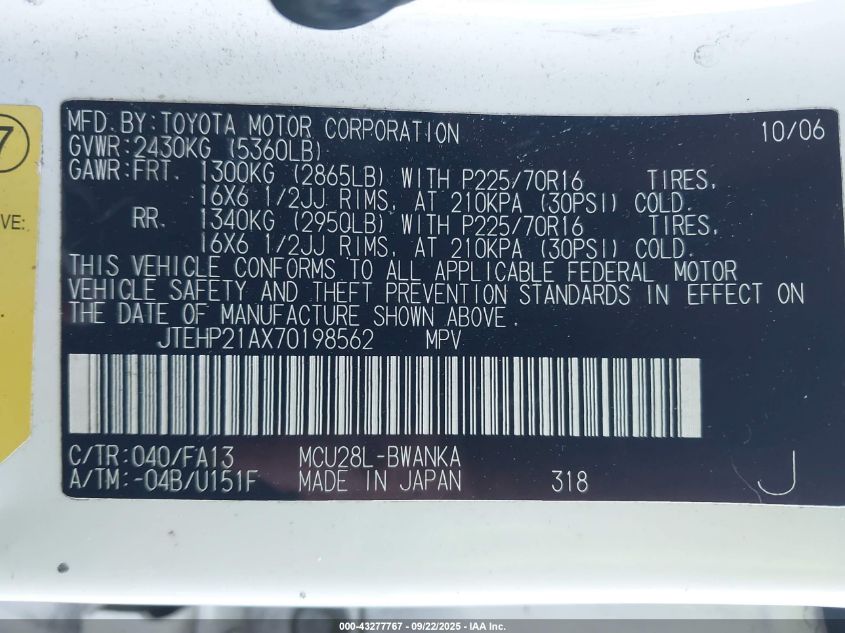 7
VE:
MFD.BY:TOYOTA MOTOR CORPORATION 10/06
GVWR:2430KG (5360LB)
GAWR:FRT. 1300KG (2865LB) WITH P225/70R16 TIRES,
16X6 1/2JJ RIMS, AT 210KPA (30PSI) COLD.
RR. 1340KG (2950LB) WITH P225/70R16 TIRES,
16X6 1/2JJ RIMS, AT 210KPA (30PSI) COLD.
THIS VEHICLE CONFORMS TO ALL APPLICABLE FEDERAL MOTOR
VEHICLE SAFETY AND THEFT PREVENTION STANDARDS IN EFFECT ON
THE DATE OF MANUFACTURE SHOWN ABOVE.
JTEHP21AX70198562 MPV
C/TR:040/FA13 MCU28L-BWANKA
A/TM:-04B/U151F MADE IN JAPAN 318 J
000-43277767 - 09/22/2025 - IAA Inc.